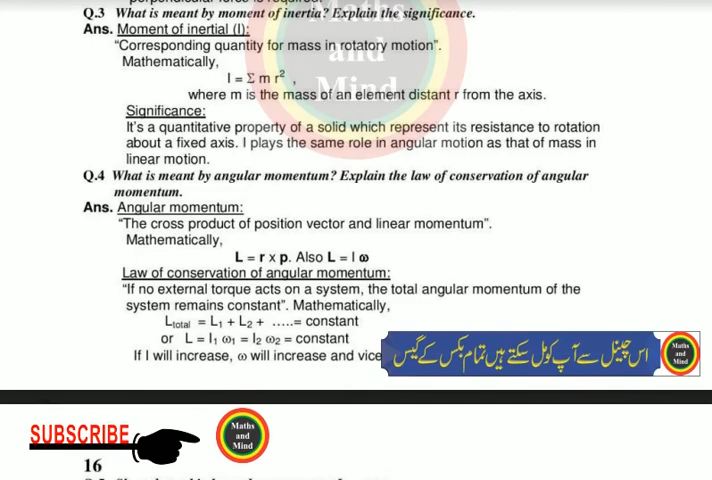 Q.3 What is meant by moment of inertia? Explain the significance.
Ans. Moment of inertial (I):
“Corresponding quantity for mass in rotatory motion”.
Mathematically,
I = Σ m r² ,
where m is the mass of an element distant r from the axis.
Significance:
It's a quantitative property of a solid which represent its resistance to rotation
about a fixed axis. I plays the same role in angular motion as that of mass in
linear motion.
Q.4 What is meant by angular momentum? Explain the law of conservation of angular
momentum.
Ans. Angular momentum:
“The cross product of position vector and linear momentum”.
Mathematically,
L = r x p. Also L = I ω
Law of conservation of angular momentum:
“If no external torque acts on a system, the total angular momentum of the
system remains constant”. Mathematically,
Ltotal = L1 + L2 + .....= constant
or L = I1 ω1 = I2 ω2 = constant
If I will increase, ω will increase and vice
اس چینل سے آپ کو مل سکتے ہیں تمام بکس کے گیس
Maths
and
Mind
and
Mind
SUBSCRIBE
Maths
and
Mind
16